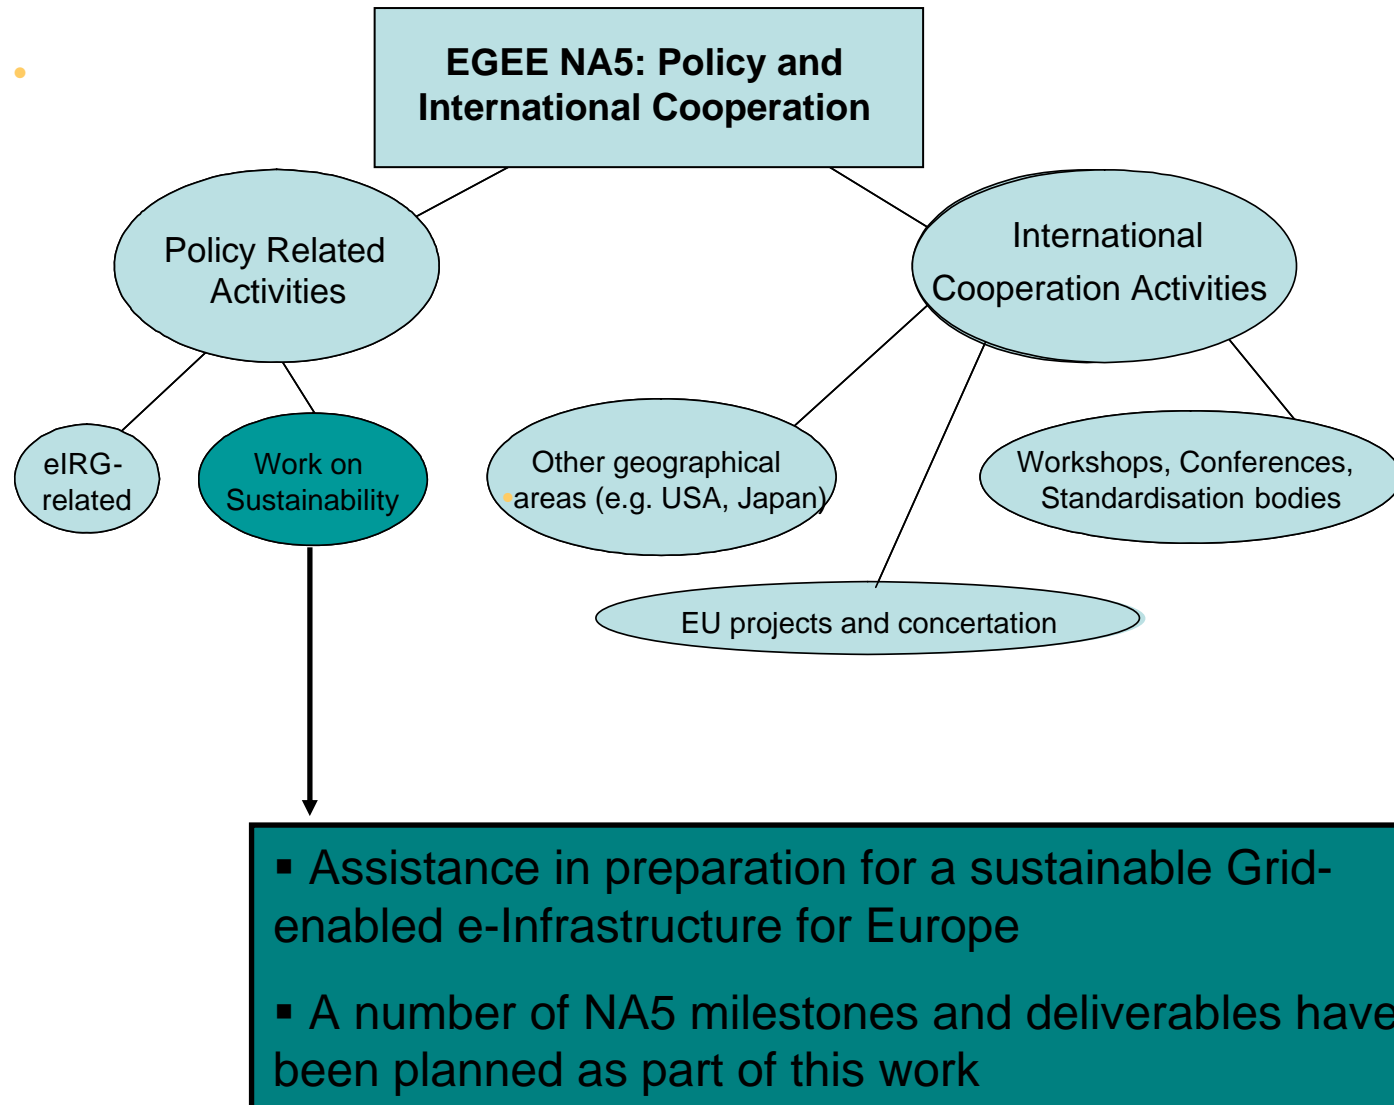 EGEE NA5: Policy and
International Cooperation
Policy Related
Activities
International
Cooperation Activities
eIRG-
related
Work on
Sustainability
Other geographical
areas (e.g. USA, Japan)
Workshops, Conferences,
Standardisation bodies
EU projects and concertation
▪ Assistance in preparation for a sustainable Grid-
enabled e-Infrastructure for Europe
▪ A number of NA5 milestones and deliverables have
been planned as part of this work